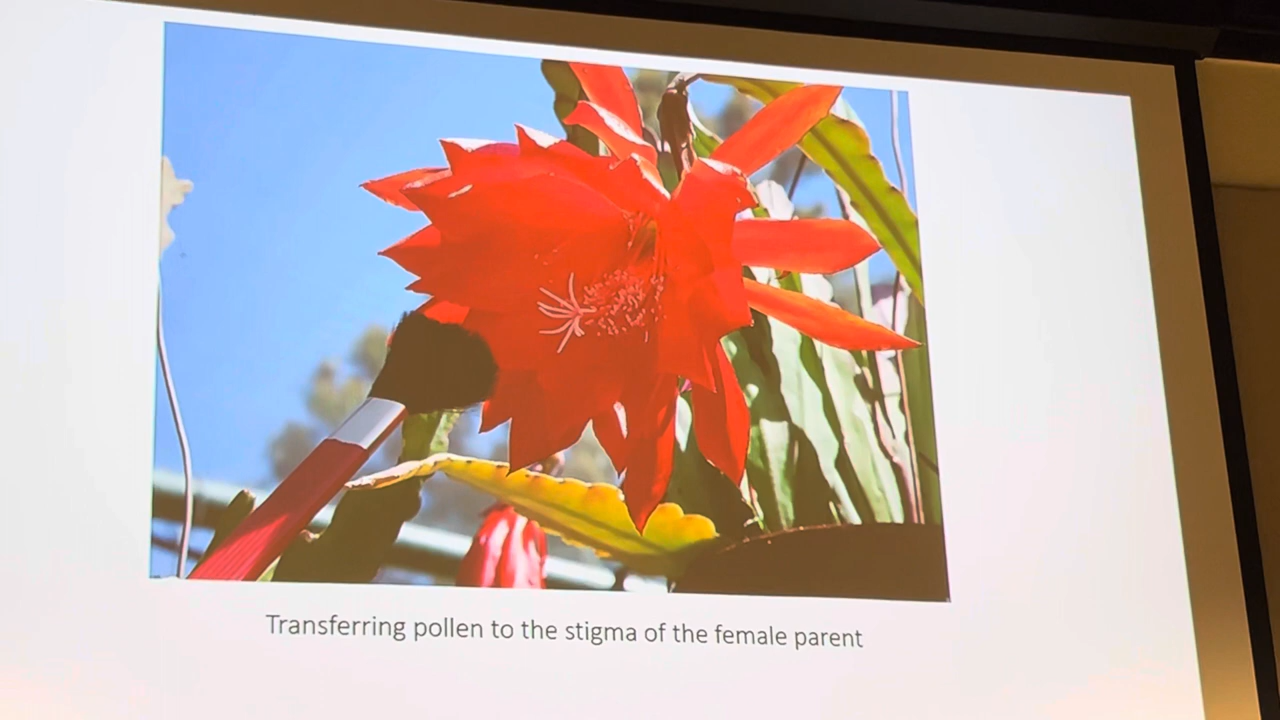 Transferring pollen to the stigma of the female parent